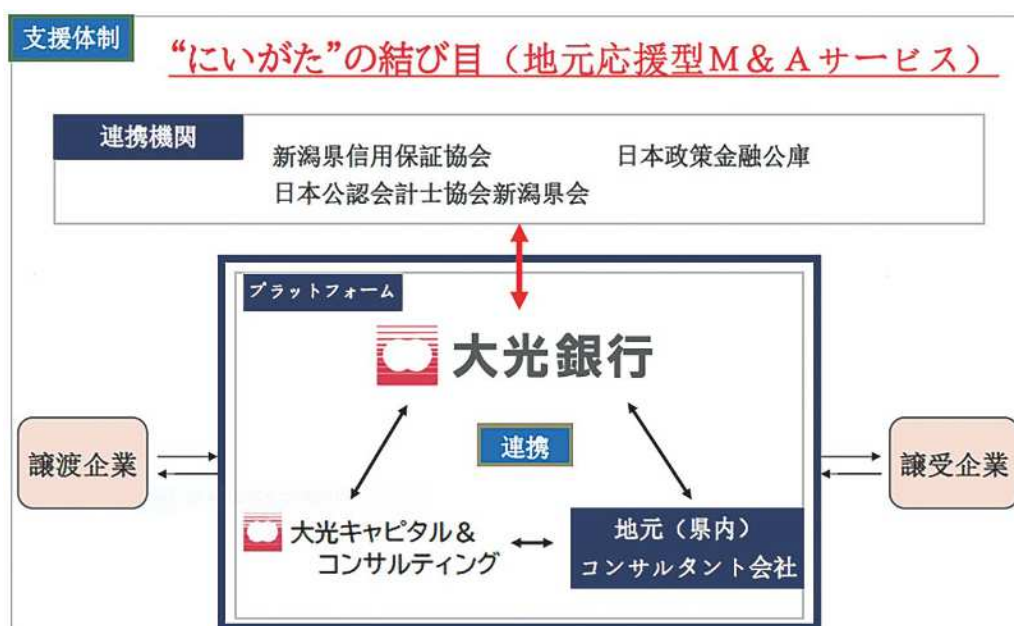 支援体制
“にいがた”の結び目（地元応援型Ｍ＆Ａサービス）
連携機関
新潟県信用保証協会
日本政策金融公庫
日本公認会計士協会新潟県会
プラットフォーム
大光銀行
連携
譲渡企業
譲受企業
大光キャピタル＆
コンサルティング
地元（県内）
コンサルタント会社